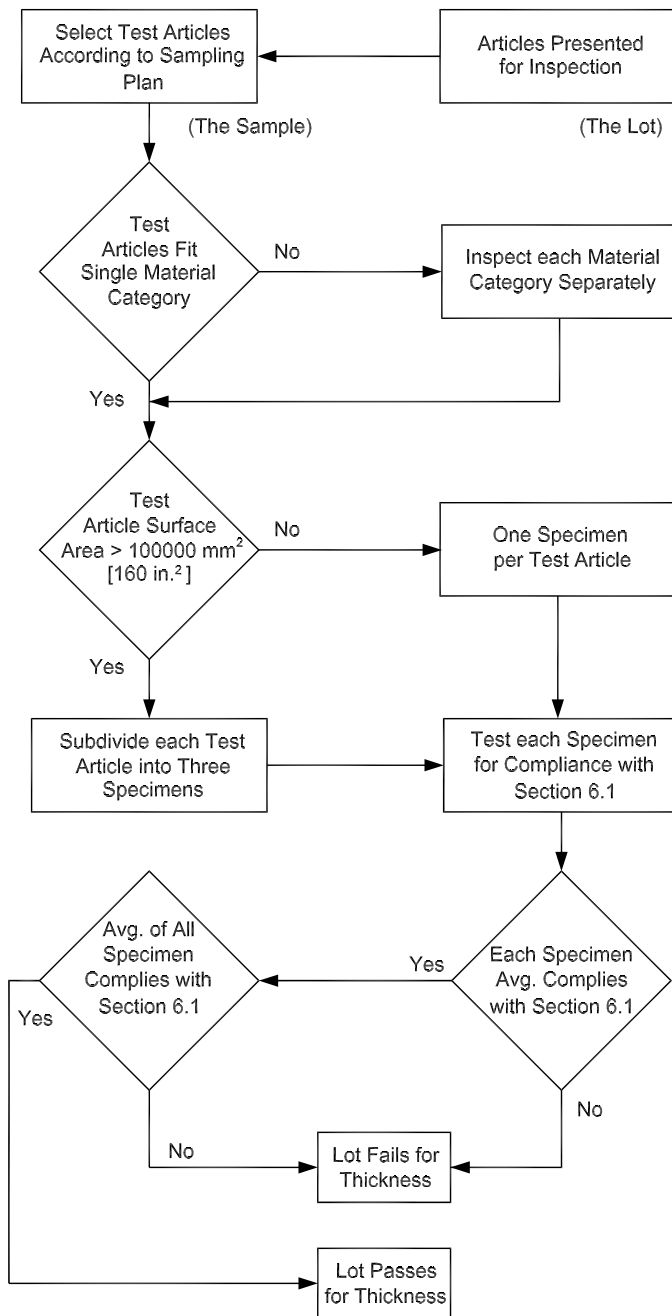 Select Test Articles
According to Sampling
Plan
Articles Presented
for Inspection
(The Sample)
(The Lot)
Test
Articles Fit
Single Material
Category
No
Inspect each Material
Category Separately
Yes
Test
Article Surface
Area > 100000 mm²
[160 in.²]
No
One Specimen
per Test Article
Yes
Subdivide each Test
Article into Three
Specimens
Test each Specimen
for Compliance with
Section 6.1
Avg. of All
Specimen
Complies with
Section 6.1
Yes
Each Specimen
Avg. Complies
with Section 6.1
Yes
No
No
Lot Fails for
Thickness
Lot Passes
for Thickness